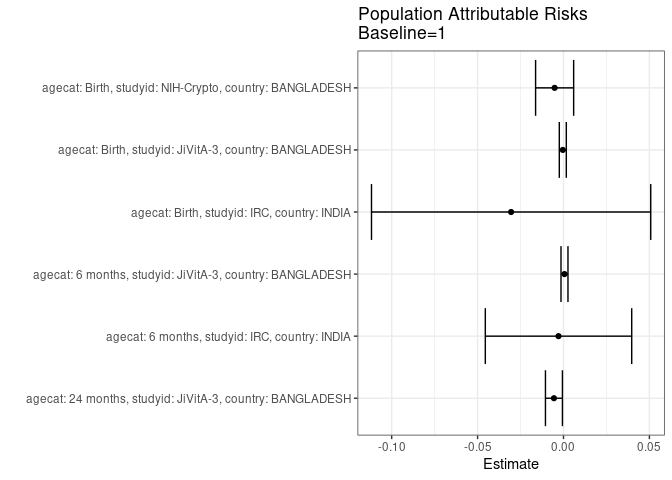 Population Attributable Risks
Baseline=1
agecat: Birth, studyid: NIH-Crypto, country: BANGLADESH
agecat: Birth, studyid: JiVitA-3, country: BANGLADESH
agecat: Birth, studyid: IRC, country: INDIA
agecat: 6 months, studyid: JiVitA-3, country: BANGLADESH
agecat: 6 months, studyid: IRC, country: INDIA
agecat: 24 months, studyid: JiVitA-3, country: BANGLADESH
-0.10 -0.05 0.00 0.05
Estimate